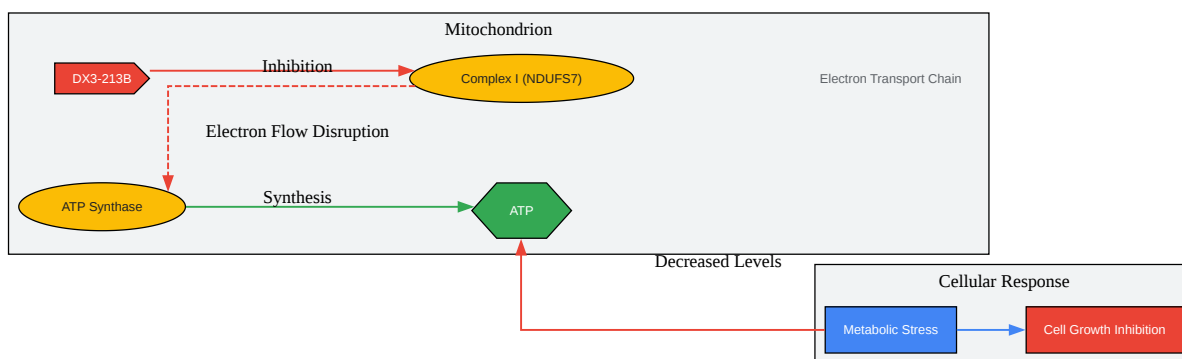 Mitochondrion
Inhibition
DX3-213B
Complex I (NDUFS7)
Electron Transport Chain
Electron Flow Disruption
Synthesis
ATP Synthase
ATP
Decreased Levels
Cellular Response
Metabolic Stress
Cell Growth Inhibition